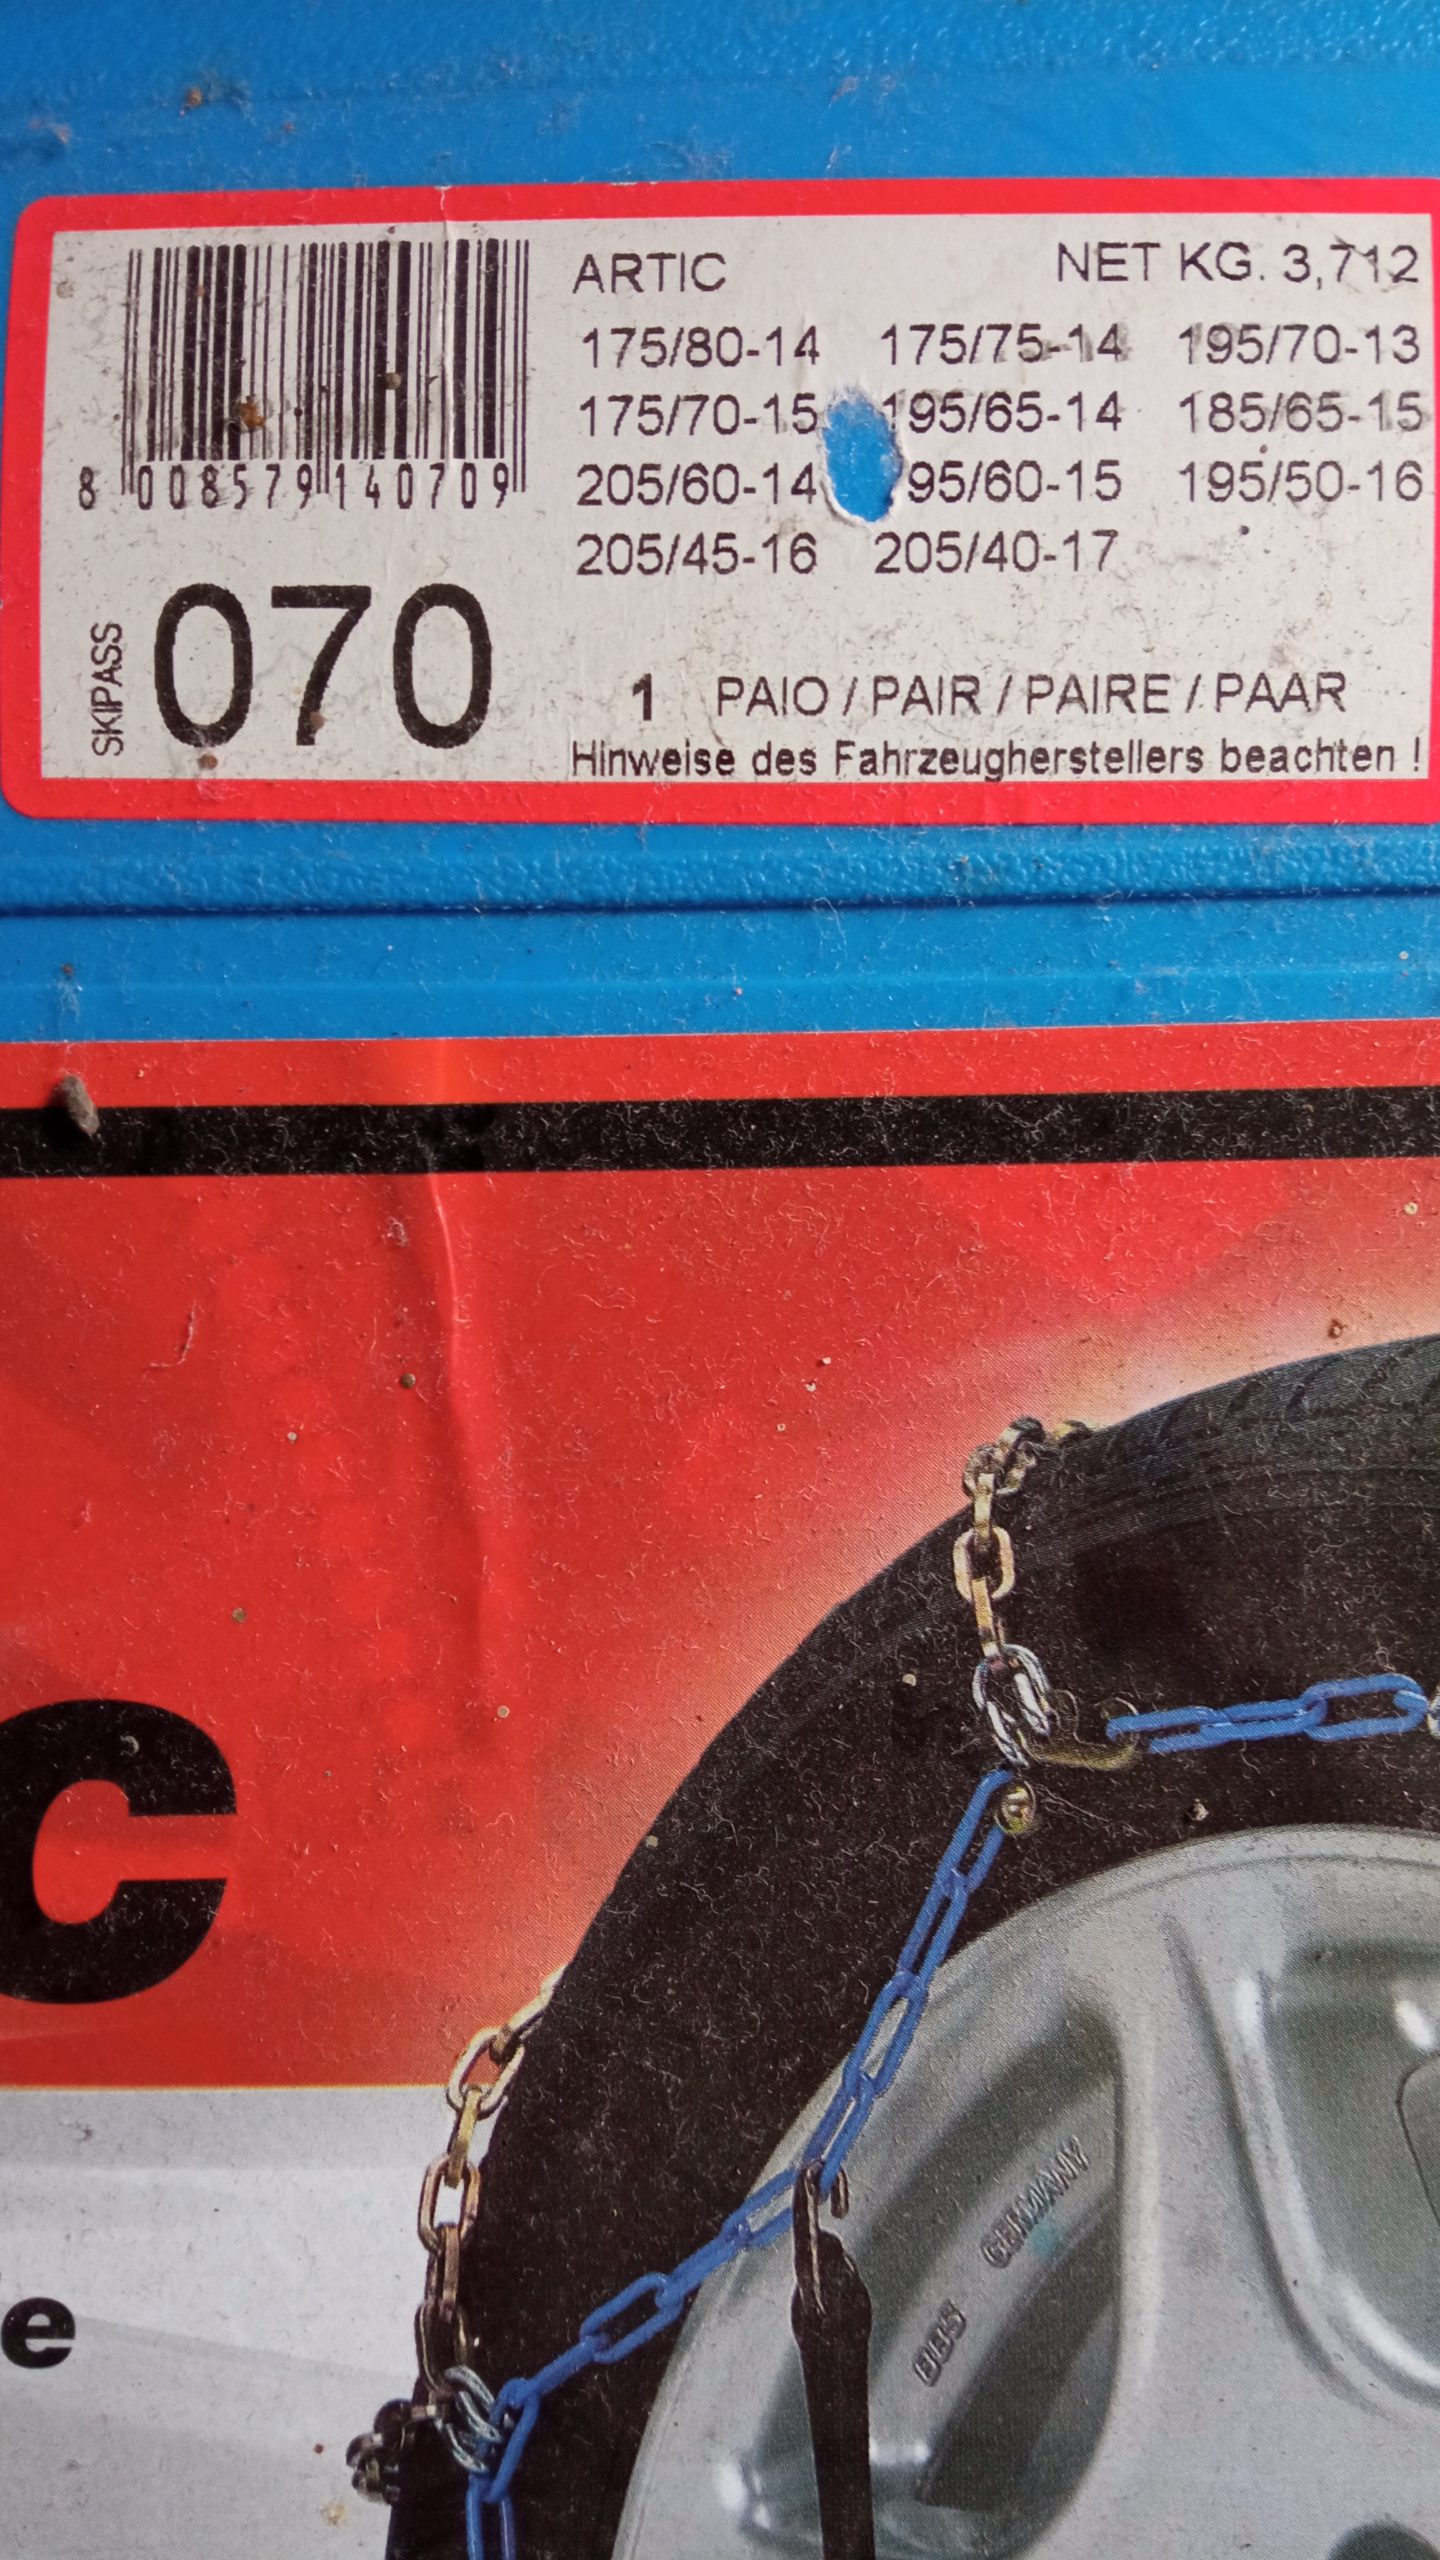 ARTIC NET KG. 3,712
175/80-14 175/75-14 195/70-13
175/70-15 195/65-14 185/65-15
205/60-14 95/60-15 195/50-16
205/45-16 205/40-17
8 008579 140709
SKIPASS
070
1 PAIO / PAIR / PAIRE / PAAR
Hinweise des Fahrzeugherstellers beachten !
c
e
BBS GERMANY